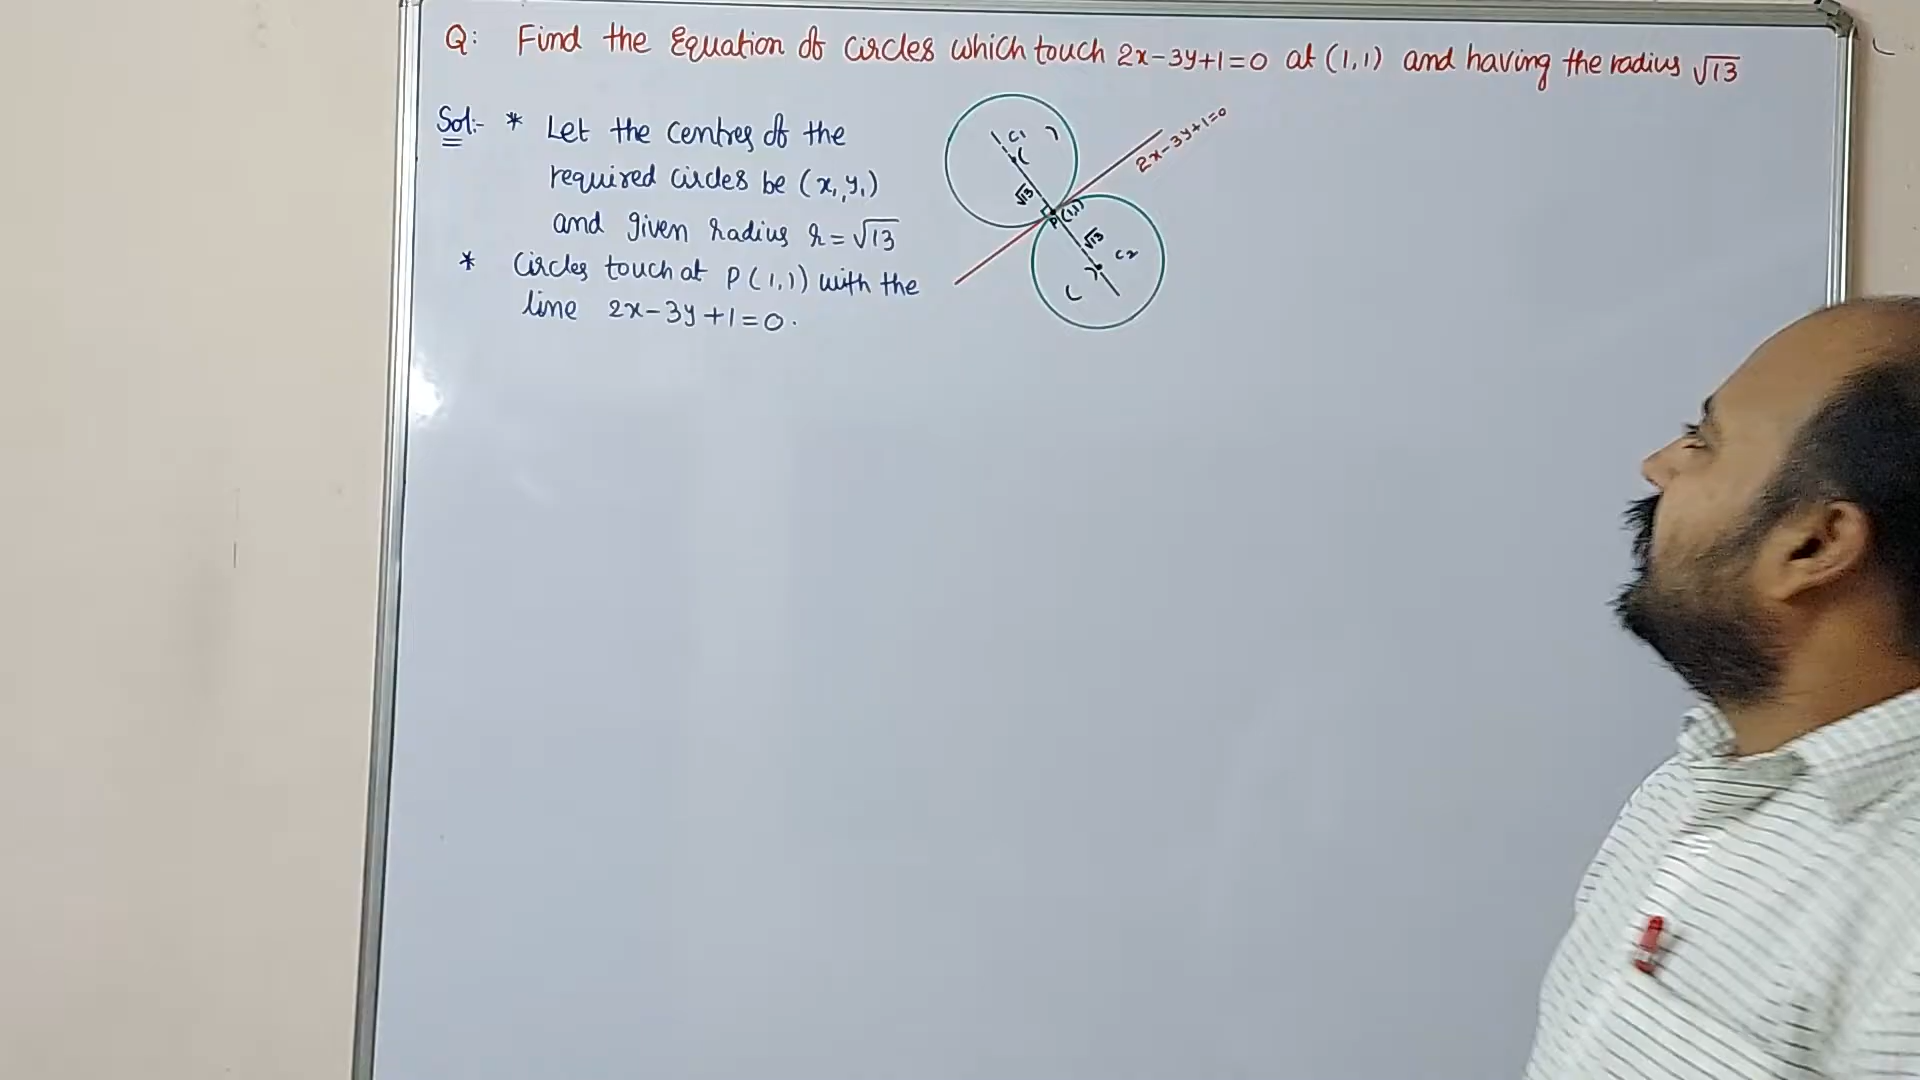 Q: Find the Equation of circles which touch 2x-3y+1=0 at (1,1) and having the radius √13
Sol:- * Let the centres of the
required circles be (x₁,y₁)
and given radius r=√13
* Circles touch at P(1,1) with the
line 2x-3y+1=0.
C1
√13
P(1,1)
2x-3y+1=0
√13
C2